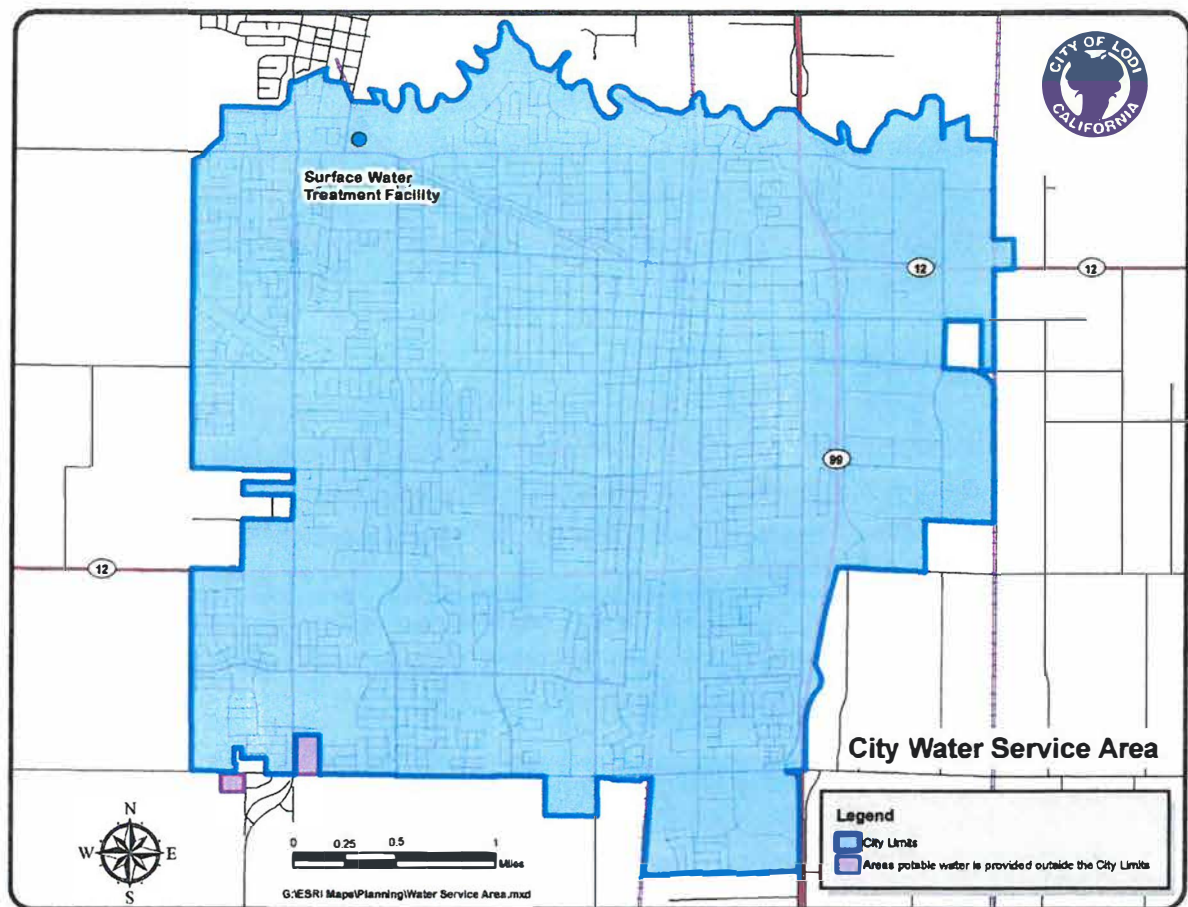 CITY OF LODI
CALIFORNIA
Surface Water
Treatment Facility
12
12
99
12
City Water Service Area
N
W E
S
0 0.25 0.5 1
Miles
G:\ESRI Maps\Planning\Water Service Area.mxd
Legend
City Limits
Areas potable water is provided outside the City Limits